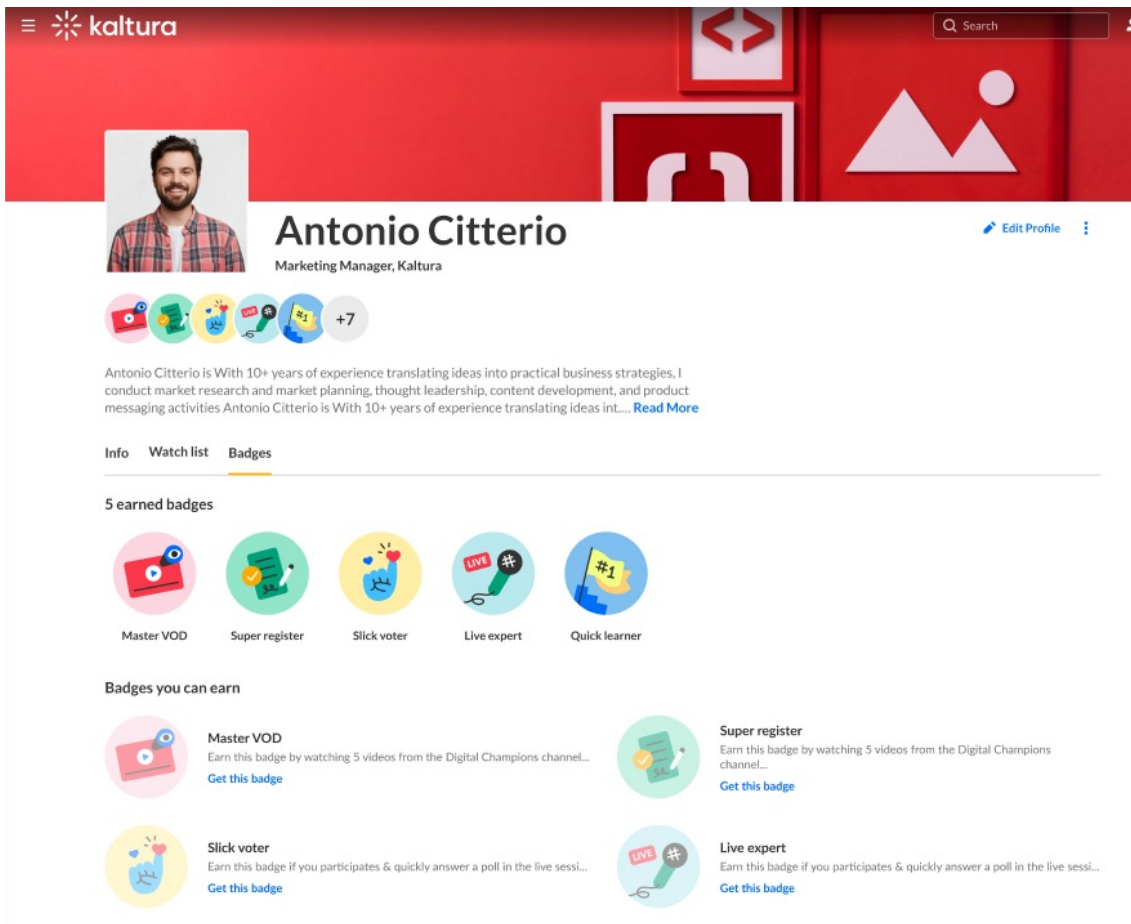 kaltura
Search
Antonio Citterio
Edit Profile
Marketing Manager, Kaltura
LIVE #
#1
+7
Antonio Citterio is With 10+ years of experience translating ideas into practical business strategies, I
conduct market research and market planning, thought leadership, content development, and product
messaging activities Antonio Citterio is With 10+ years of experience translating ideas int.... Read More
Info Watch list Badges
5 earned badges
LIVE #
#1
Master VOD Super register Slick voter Live expert Quick learner
Badges you can earn
Master VOD
Earn this badge by watching 5 videos from the Digital Champions channel...
Get this badge
Super register
Earn this badge by watching 5 videos from the Digital Champions
channel...
Get this badge
Slick voter
Earn this badge if you participates & quickly answer a poll in the live sessi...
Get this badge
LIVE #
Live expert
Earn this badge if you participates & quickly answer a poll in the live sessi...
Get this badge